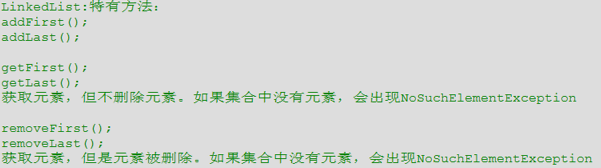 LinkedList:特有方法:
addFirst();
addLast();
getFirst();
getLast();
获取元素，但不删除元素。如果集合中没有元素，会出现NoSuchElementException
removeFirst();
removeLast();
获取元素，但是元素被删除。如果集合中没有元素，会出现NoSuchElementException